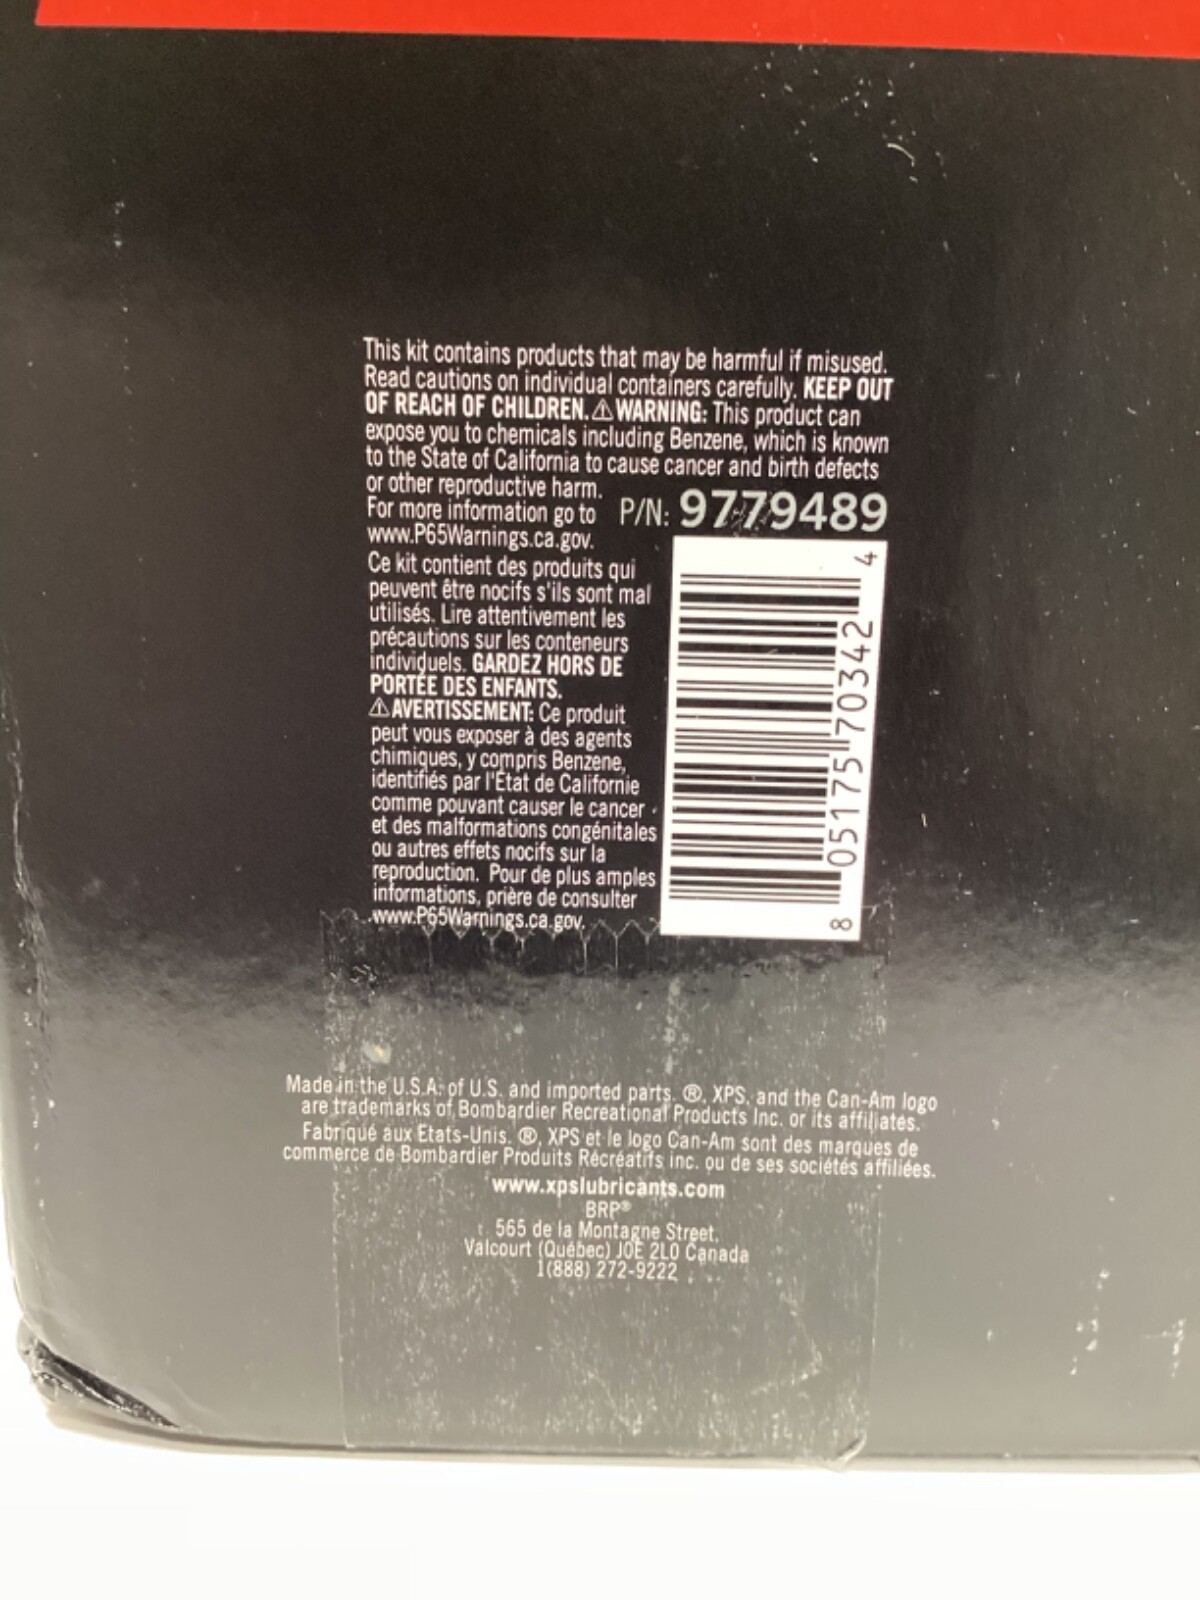 This kit contains products that may be harmful if misused.
Read cautions on individual containers carefully. KEEP OUT
OF REACH OF CHILDREN. ⚠ WARNING: This product can
expose you to chemicals including Benzene, which is known
to the State of California to cause cancer and birth defects
or other reproductive harm.
For more information go to
www.P65Warnings.ca.gov.
P/N: 9779489
Ce kit contient des produits qui
peuvent être nocifs s'ils sont mal
utilisés. Lire attentivement les
précautions sur les conteneurs
individuels. GARDEZ HORS DE
PORTÉE DES ENFANTS.
⚠ AVERTISSEMENT: Ce produit
peut vous exposer à des agents
chimiques, y compris Benzene,
identifiés par l'État de Californie
comme pouvant causer le cancer
et des malformations congénitales
ou autres effets nocifs sur la
reproduction. Pour de plus amples
informations, prière de consulter
www.P65Warnings.ca.gov.
8 05175 70342 4
Made in the U.S.A. of U.S. and imported parts. ®, XPS, and the Can-Am logo
are trademarks of Bombardier Recreational Products Inc. or its affiliates.
Fabriqué aux États-Unis. ®, XPS et le logo Can-Am sont des marques de
commerce de Bombardier Produits Récréatifs inc. ou de ses sociétés affiliées.
www.xpslubricants.com
BRP®
565 de la Montagne Street,
Valcourt (Québec) J0E 2L0 Canada
1(888) 272-9222